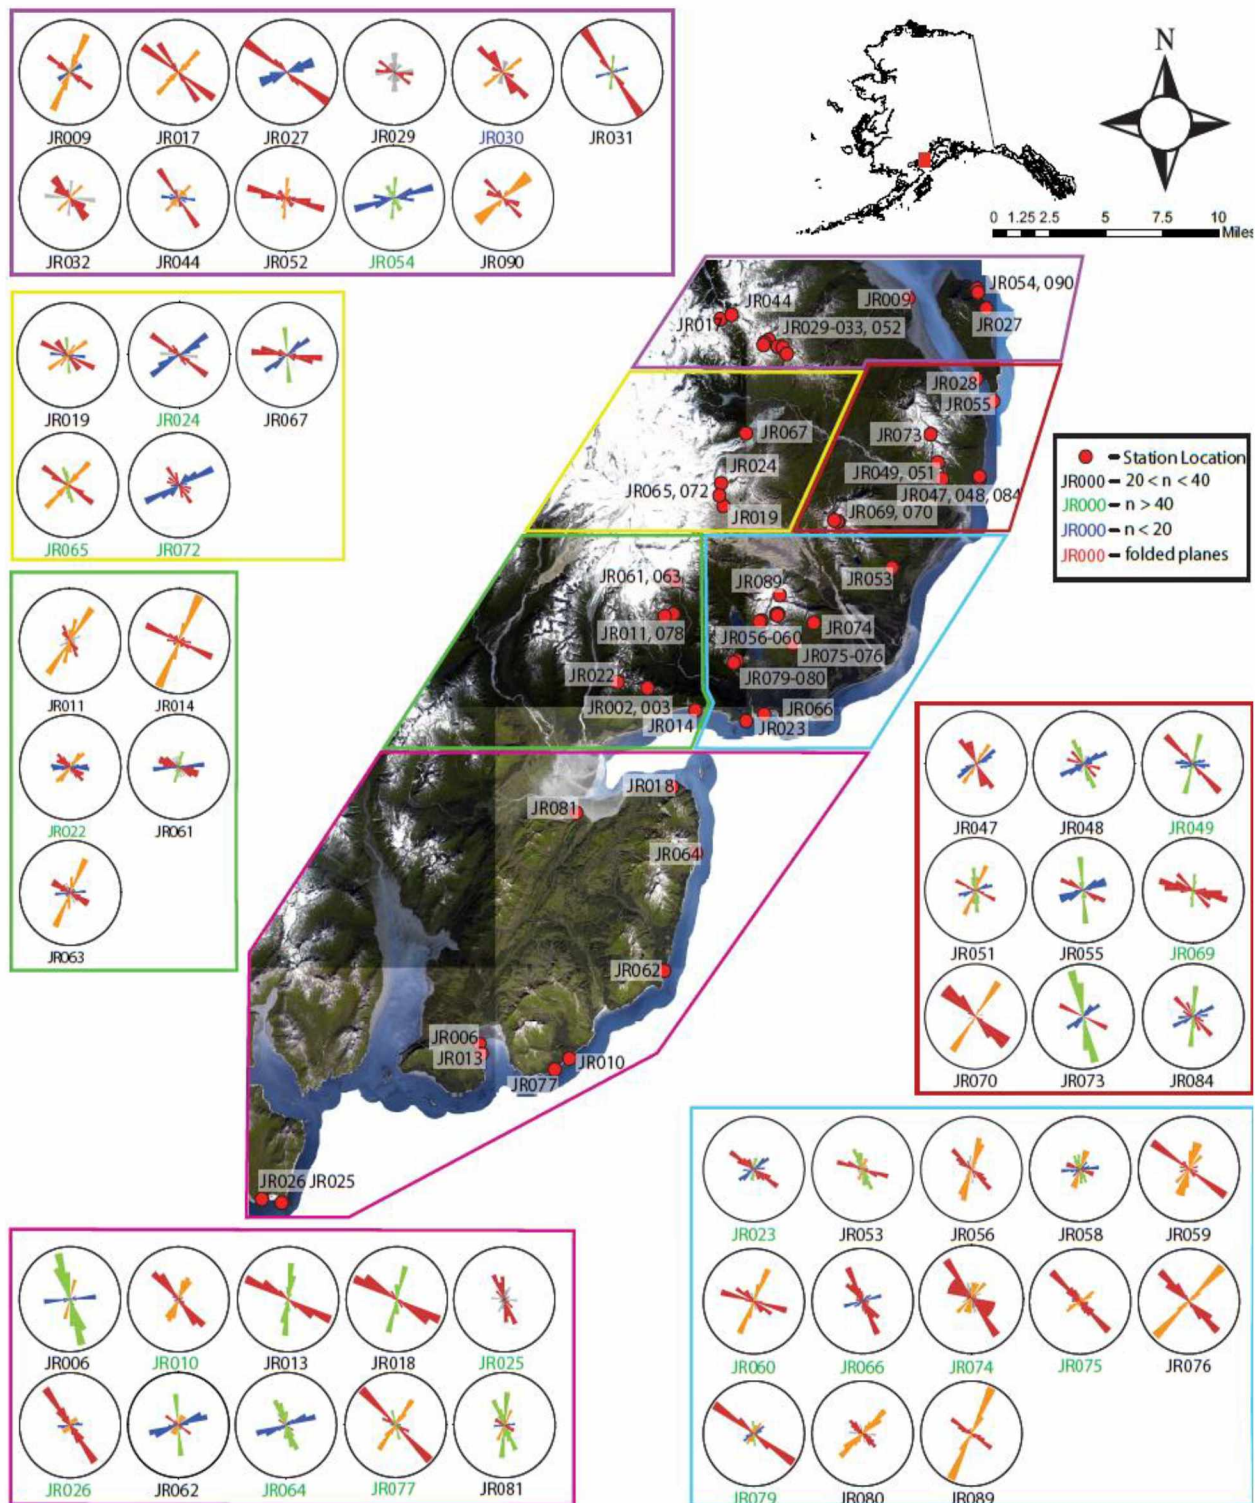 N
0 1.25 2.5 5 7.5 10
Miles
JR009 JR017 JR027 JR029 JR030 JR031
JR032 JR044 JR052 JR054 JR090
JR019 JR024 JR067
JR065 JR072
JR011 JR014
JR022 JR061
JR063
JR044
JR017
JR009
JR054, 090
JR027
JR029-033, 052
JR028
JR055
JR073
JR067
JR024
JR049, 051
JR065, 072
JR047, 048, 084
JR019
JR069, 070
JR061, 063
JR053
JR089
JR011, 078
JR074
JR056-060
JR075-076
JR022
JR079-080
JR002, 003
JR066
JR014
JR023
JR018
JR081
JR064
JR062
JR006
JR013
JR010
JR077
JR026 JR025
– Station Location
JR000 – 20 < n < 40
JR000 – n > 40
JR000 – n < 20
JR000 – folded planes
JR047 JR048 JR049
JR051 JR055 JR069
JR070 JR073 JR084
JR023 JR053 JR056 JR058 JR059
JR060 JR066 JR074 JR075 JR076
JR079 JR080 JR089
JR006 JR010 JR013 JR018 JR025
JR026 JR062 JR064 JR077 JR081